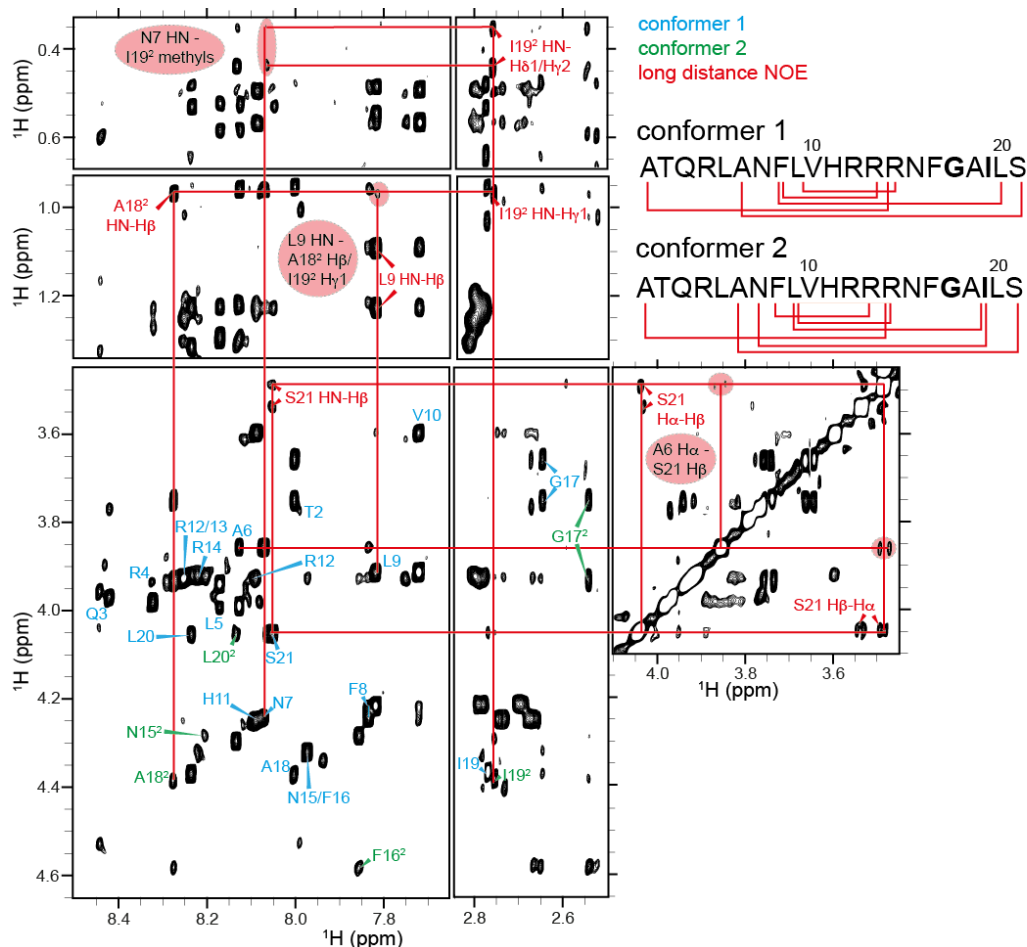 N7 HN -
I19² methyls
I19² HN-
Hδ1/Hγ2
conformer 1
conformer 2
long distance NOE
¹H (ppm)
0.4
0.6
A18²
HN-Hβ
L9 HN -
A18² Hβ/
I19² Hγ1
L9 HN-Hβ
I19² HN-Hγ1
¹H (ppm)
1.0
1.2
conformer 1
10
20
ATQRLANFLVHRRRNFGAILS
conformer 2
10
20
ATQRLANFLVHRRRNFGAILS
S21 HN-Hβ
V10
G17
T2
R12/13
A6
R14
R4
R12
L9
G17²
Q3
L5
L20
L20²
S21
H11
N7
F8
N15²
A18²
A18
N15/F16
I19
I19²
F16²
¹H (ppm)
3.6
3.8
4.0
4.2
4.4
4.6
8.4
8.2
8.0
7.8
2.8
2.6
¹H (ppm)
S21
Hα-Hβ
A6 Hα -
S21 Hβ
S21 Hβ-Hα
4.0
3.8
3.6
¹H (ppm)